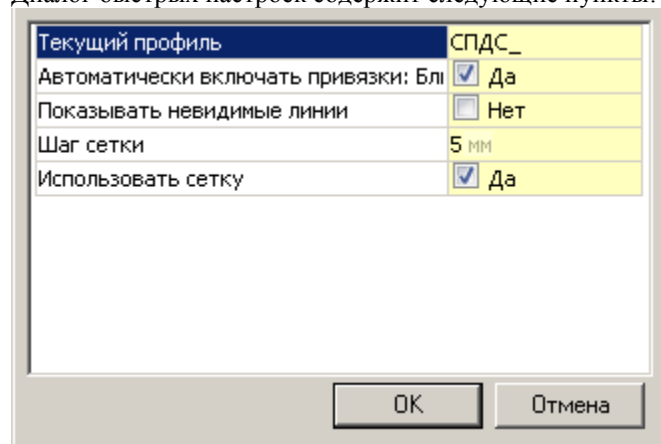 Диалог быстрых настроек содержит следующие пункты:
Текущий профиль СПДС_
Автоматически включать привязки: Да
Показывать невидимые линии Нет
Шаг сетки 5 мм
Использовать сетку Да
OK Отмена